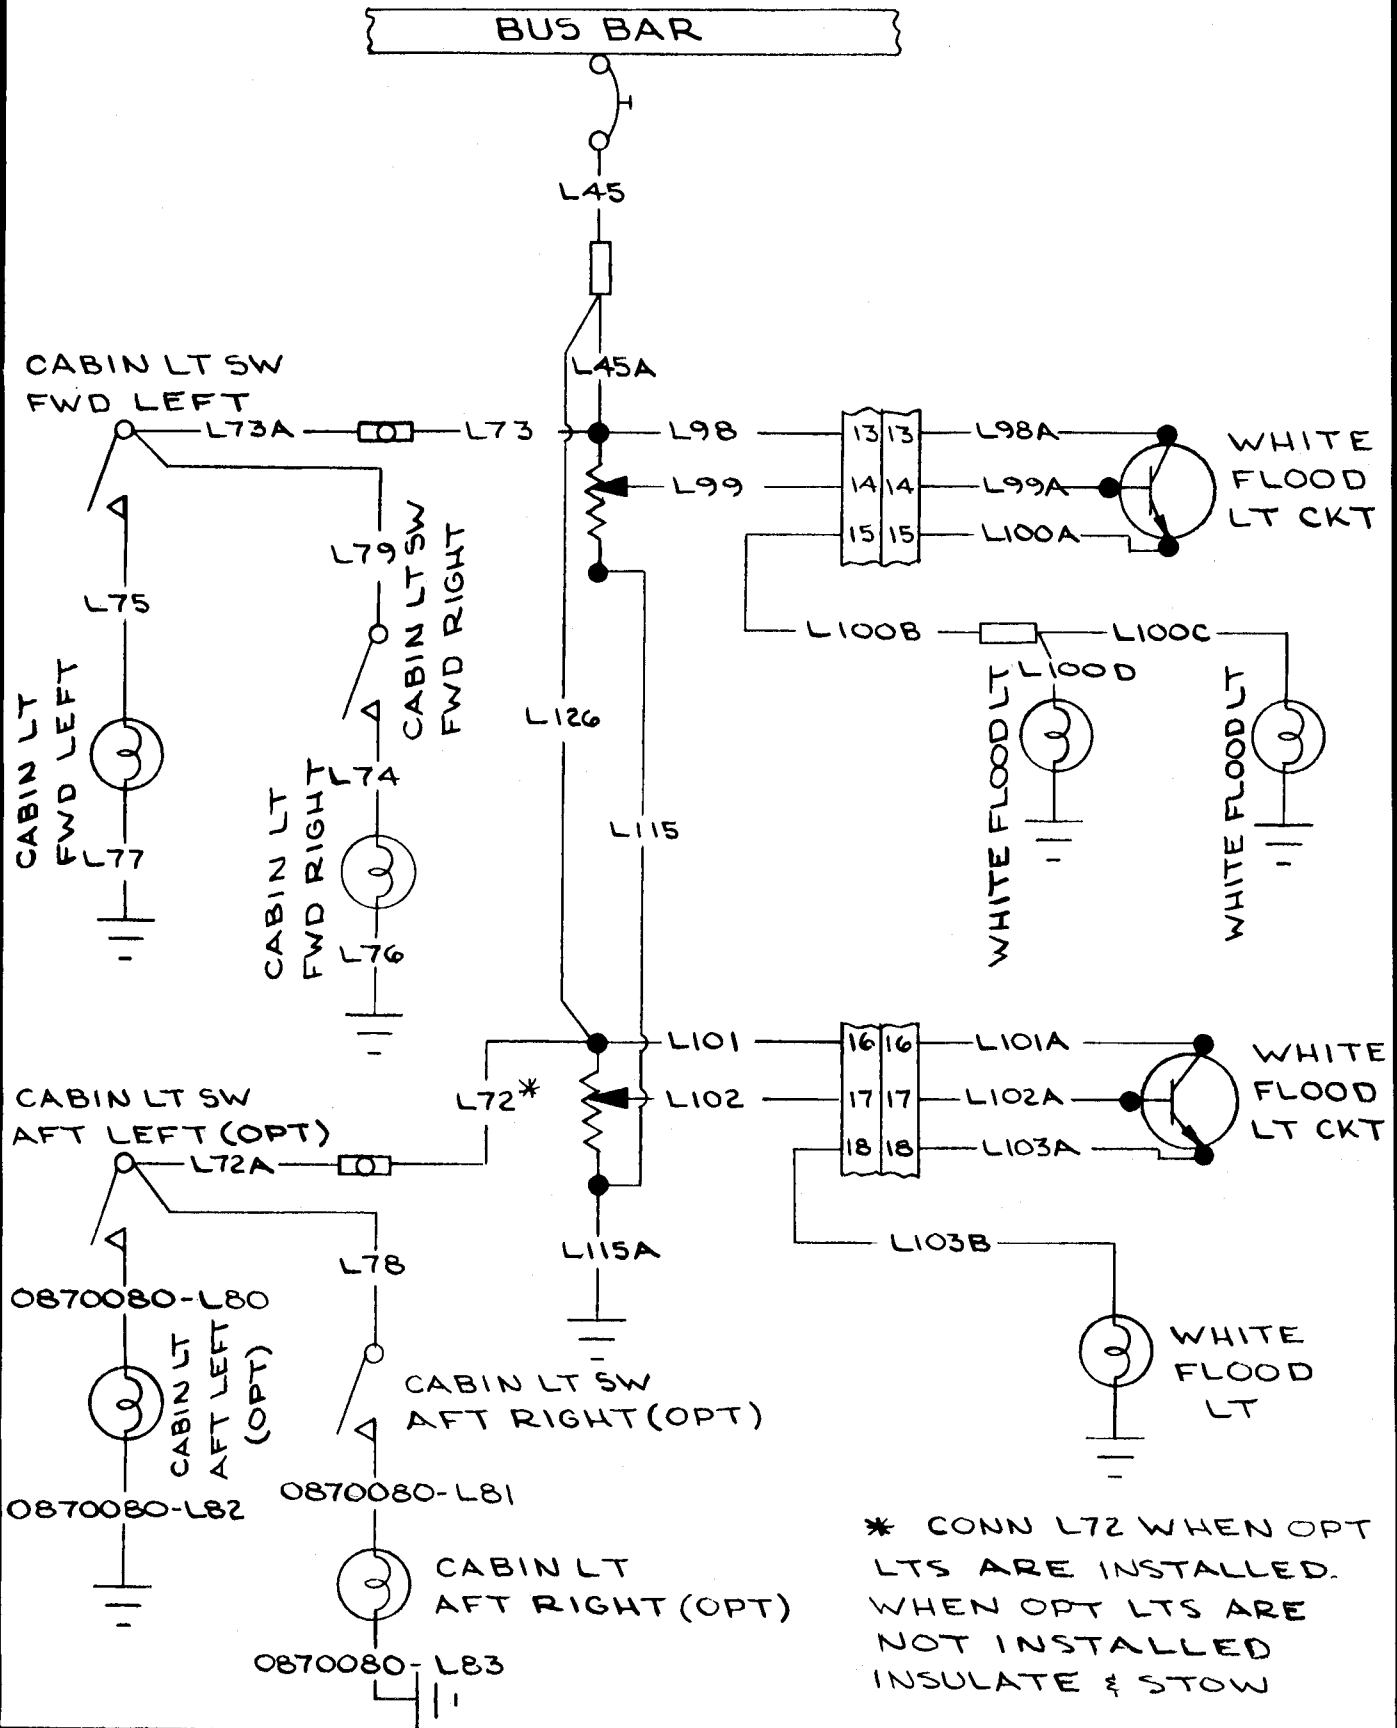 BUS BAR
L45
L45A
CABIN LT SW
FWD LEFT
L73A
L73
L98
13 13
L98A
WHITE
FLOOD
LT CKT
L99
14 14
L99A
15 15
L100A
L79
CABIN LT SW
FWD RIGHT
L75
L100B
L100C
L100D
WHITE FLOOD LT
WHITE FLOOD LT
CABIN LT
FWD LEFT
L126
L74
CABIN LT
FWD RIGHT
L115
L77
L76
L101
16 16
L101A
WHITE
FLOOD
LT CKT
L72*
L102
17 17
L102A
CABIN LT SW
AFT LEFT (OPT)
L72A
18 18
L103A
L78
L115A
L103B
0870080-L80
CABIN LT
AFT LEFT
(OPT)
WHITE
FLOOD
LT
CABIN LT SW
AFT RIGHT (OPT)
0870080-L82
0870080-L81
CABIN LT
AFT RIGHT (OPT)
0870080-L83
* CONN L72 WHEN OPT
LTS ARE INSTALLED.
WHEN OPT LTS ARE
NOT INSTALLED
INSULATE & STOW